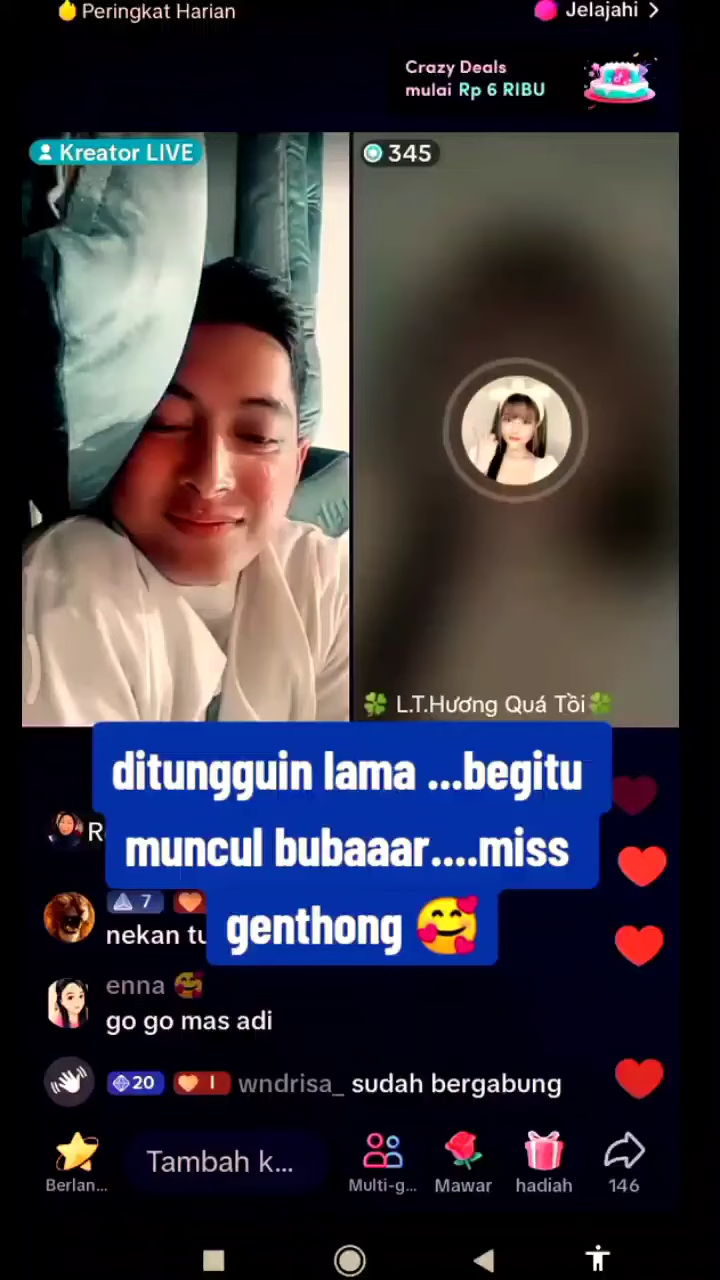 Peringkat Harian
Jelajahi
Crazy Deals
mulai Rp 6 RIBU
Kreator LIVE
345
L.T.Hương Quá Tồi
ditungguin lama ...begitu
muncul bubaaar....miss
genthong 🥰
R
7
nekan tu
enna 🥰
go go mas adi
20 1 wndrisa_ sudah bergabung
Berlan...
Tambah k...
Multi-g...
Mawar
hadiah
146